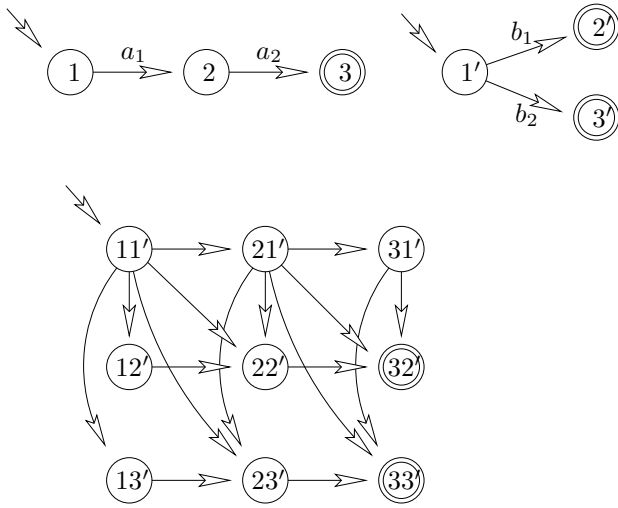 1 a₁ 2 a₂ 3
b₁ 2′
1′
b₂ 3′
11′ 21′ 31′
12′ 22′ 32′
13′ 23′ 33′